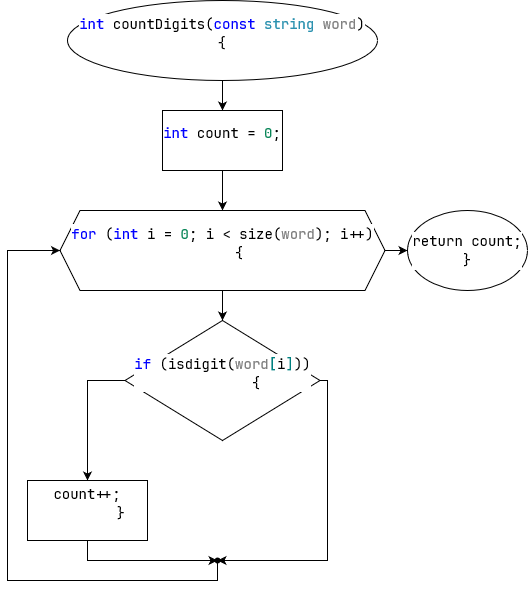 int countDigits(const string word)
{
int count = 0;
for (int i = 0; i < size(word); i++)
{
return count;
}
if (isdigit(word[i]))
{
count++;
}